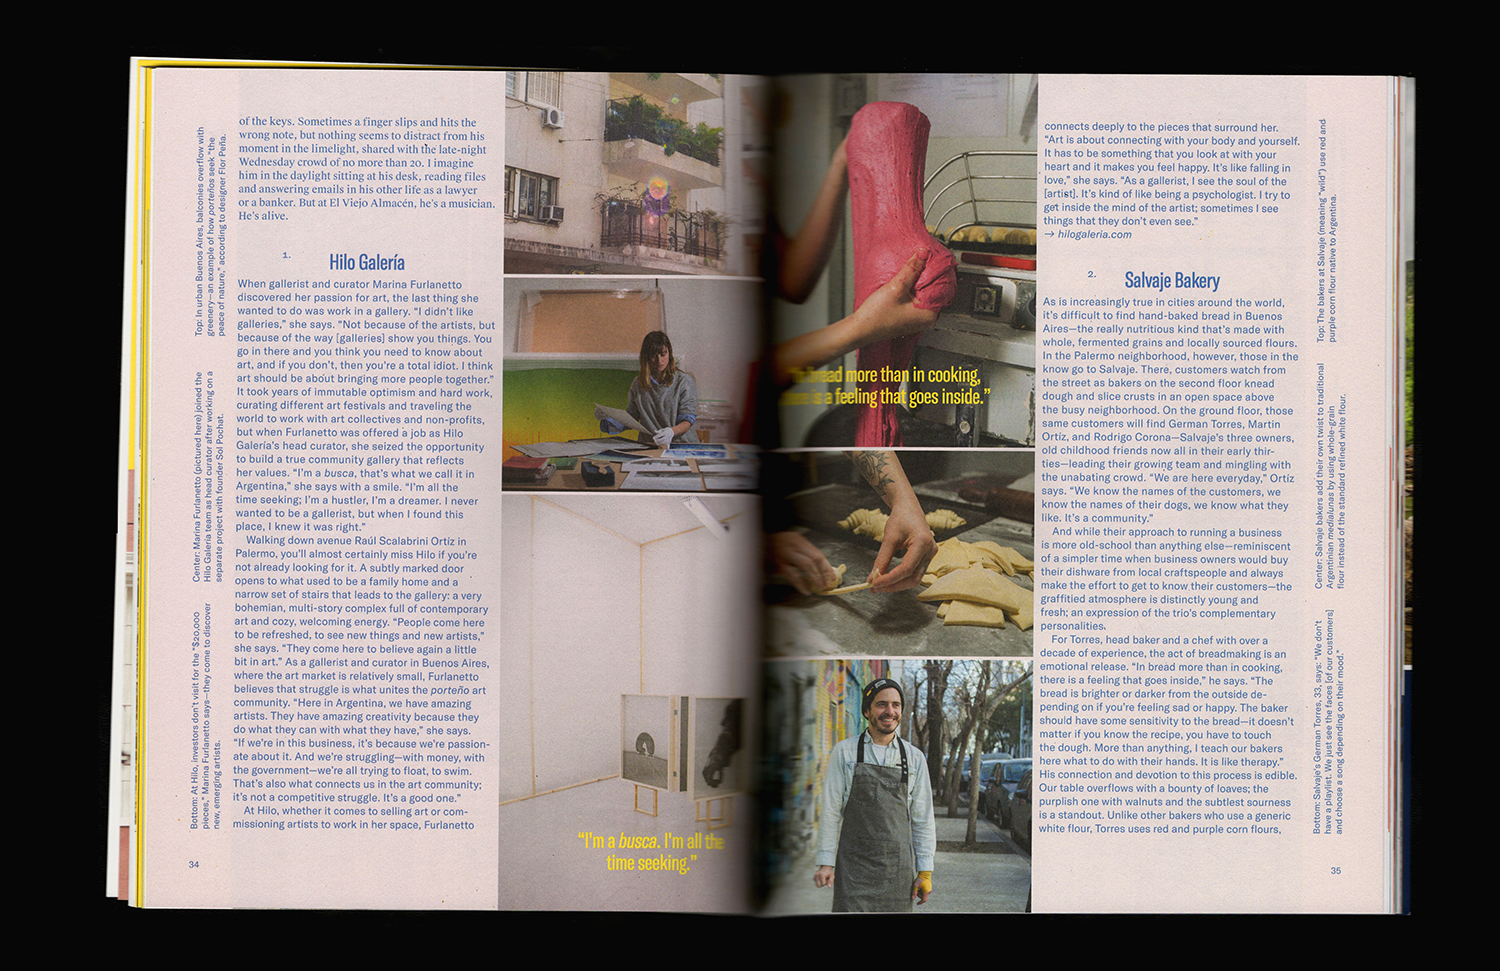 of the keys. Sometimes a finger slips and hits the
wrong note, but nothing seems to distract from his
moment in the limelight, shared with the late-night
Wednesday crowd of no more than 20. I imagine
him in the daylight sitting at his desk, reading files
and answering emails in his other life as a lawyer
or a banker. But at El Viejo Almacén, he's a musician.
He's alive.
1.
Hilo Galería
When gallerist and curator Marina Furlanetto
discovered her passion for art, the last thing she
wanted to do was work in a gallery. “I didn't like
galleries,” she says. “Not because of the artists, but
because of the way [galleries] show you things. You
go in there and you think you need to know about
art, and if you don't, then you're a total idiot. I think
art should be about bringing more people together.”
It took years of immutable optimism and hard work,
curating different art festivals and traveling the
world to work with art collectives and non-profits,
but when Furlanetto was offered a job as Hilo
Galería's head curator, she seized the opportunity
to build a true community gallery that reflects
her values. “I'm a busca, that's what we call it in
Argentina,” she says with a smile. “I'm all the
time seeking; I'm a hustler, I'm a dreamer. I never
wanted to be a gallerist, but when I found this
place, I knew it was right.”
Walking down avenue Raúl Scalabrini Ortíz in
Palermo, you'll almost certainly miss Hilo if you're
not already looking for it. A subtly marked door
opens to what used to be a family home and a
narrow set of stairs that leads to the gallery: a very
bohemian, multi-story complex full of contemporary
art and cozy, welcoming energy. “People come here
to be refreshed, to see new things and new artists,”
she says. “They come here to believe again a little
bit in art.” As a gallerist and curator in Buenos Aires,
where the art market is relatively small, Furlanetto
believes that struggle is what unites the porteño art
community. “Here in Argentina, we have amazing
artists. They have amazing creativity because they
do what they can with what they have,” she says.
“If we're in this business, it's because we're passion-
ate about it. And we're struggling—with money, with
the government—we're all trying to float, to swim.
That's also what connects us in the art community;
it's not a competitive struggle. It's a good one.”
At Hilo, whether it comes to selling art or com-
missioning artists to work in her space, Furlanetto
Top: In urban Buenos Aires, balconies overflow with
greenery—an example of how porteños seek “the
peace of nature,” according to designer Flor Peña.
Center: Marina Furlanetto (pictured here) joined the
Hilo Galería team as head curator after working on a
separate project with founder Sol Pochat.
Bottom: At Hilo, investors don't visit for the “$20,000
pieces,” Marina Furlanetto says—they come to discover
new, emerging artists.
34
“I'm a busca. I'm all the
time seeking.”
bread more than in cooking,
is a feeling that goes inside.”
connects deeply to the pieces that surround her.
“Art is about connecting with your body and yourself.
It has to be something that you look at with your
heart and it makes you feel happy. It's like falling in
love,” she says. “As a gallerist, I see the soul of the
[artist]. It's kind of like being a psychologist. I try to
get inside the mind of the artist; sometimes I see
things that they don't even see.”
→ hilogaleria.com
2.
Salvaje Bakery
As is increasingly true in cities around the world,
it's difficult to find hand-baked bread in Buenos
Aires—the really nutritious kind that's made with
whole, fermented grains and locally sourced flours.
In the Palermo neighborhood, however, those in the
know go to Salvaje. There, customers watch from
the street as bakers on the second floor knead
dough and slice crusts in an open space above
the busy neighborhood. On the ground floor, those
same customers will find German Torres, Martin
Ortíz, and Rodrigo Corona—Salvaje's three owners,
old childhood friends now all in their early thir-
ties—leading their growing team and mingling with
the unabating crowd. “We are here everyday,” Ortíz
says. “We know the names of the customers, we
know the names of their dogs, we know what they
like. It's a community.”
And while their approach to running a business
is more old-school than anything else—reminiscent
of a simpler time when business owners would buy
their dishware from local craftspeople and always
make the effort to get to know their customers—the
graffitied atmosphere is distinctly young and
fresh; an expression of the trio's complementary
personalities.
For Torres, head baker and a chef with over a
decade of experience, the act of breadmaking is an
emotional release. “In bread more than in cooking,
there is a feeling that goes inside,” he says. “The
bread is brighter or darker from the outside de-
pending on if you're feeling sad or happy. The baker
should have some sensitivity to the bread—it doesn't
matter if you know the recipe, you have to touch
the dough. More than anything, I teach our bakers
here what to do with their hands. It is like therapy.”
His connection and devotion to this process is edible.
Our table overflows with a bounty of loaves; the
purplish one with walnuts and the subtlest sourness
is a standout. Unlike other bakers who use a generic
white flour, Torres uses red and purple corn flours,
Top: The bakers at Salvaje (meaning “wild”) use red and
purple corn flour native to Argentina.
Center: Salvaje bakers add their own twist to traditional
Argentinian medialunas by using whole-grain
flour instead of the standard refined white flour.
Bottom: Salvaje's German Torres, 33, says: “We don't
have a playlist. We just see the faces [of our customers]
and choose a song depending on their mood.”
35